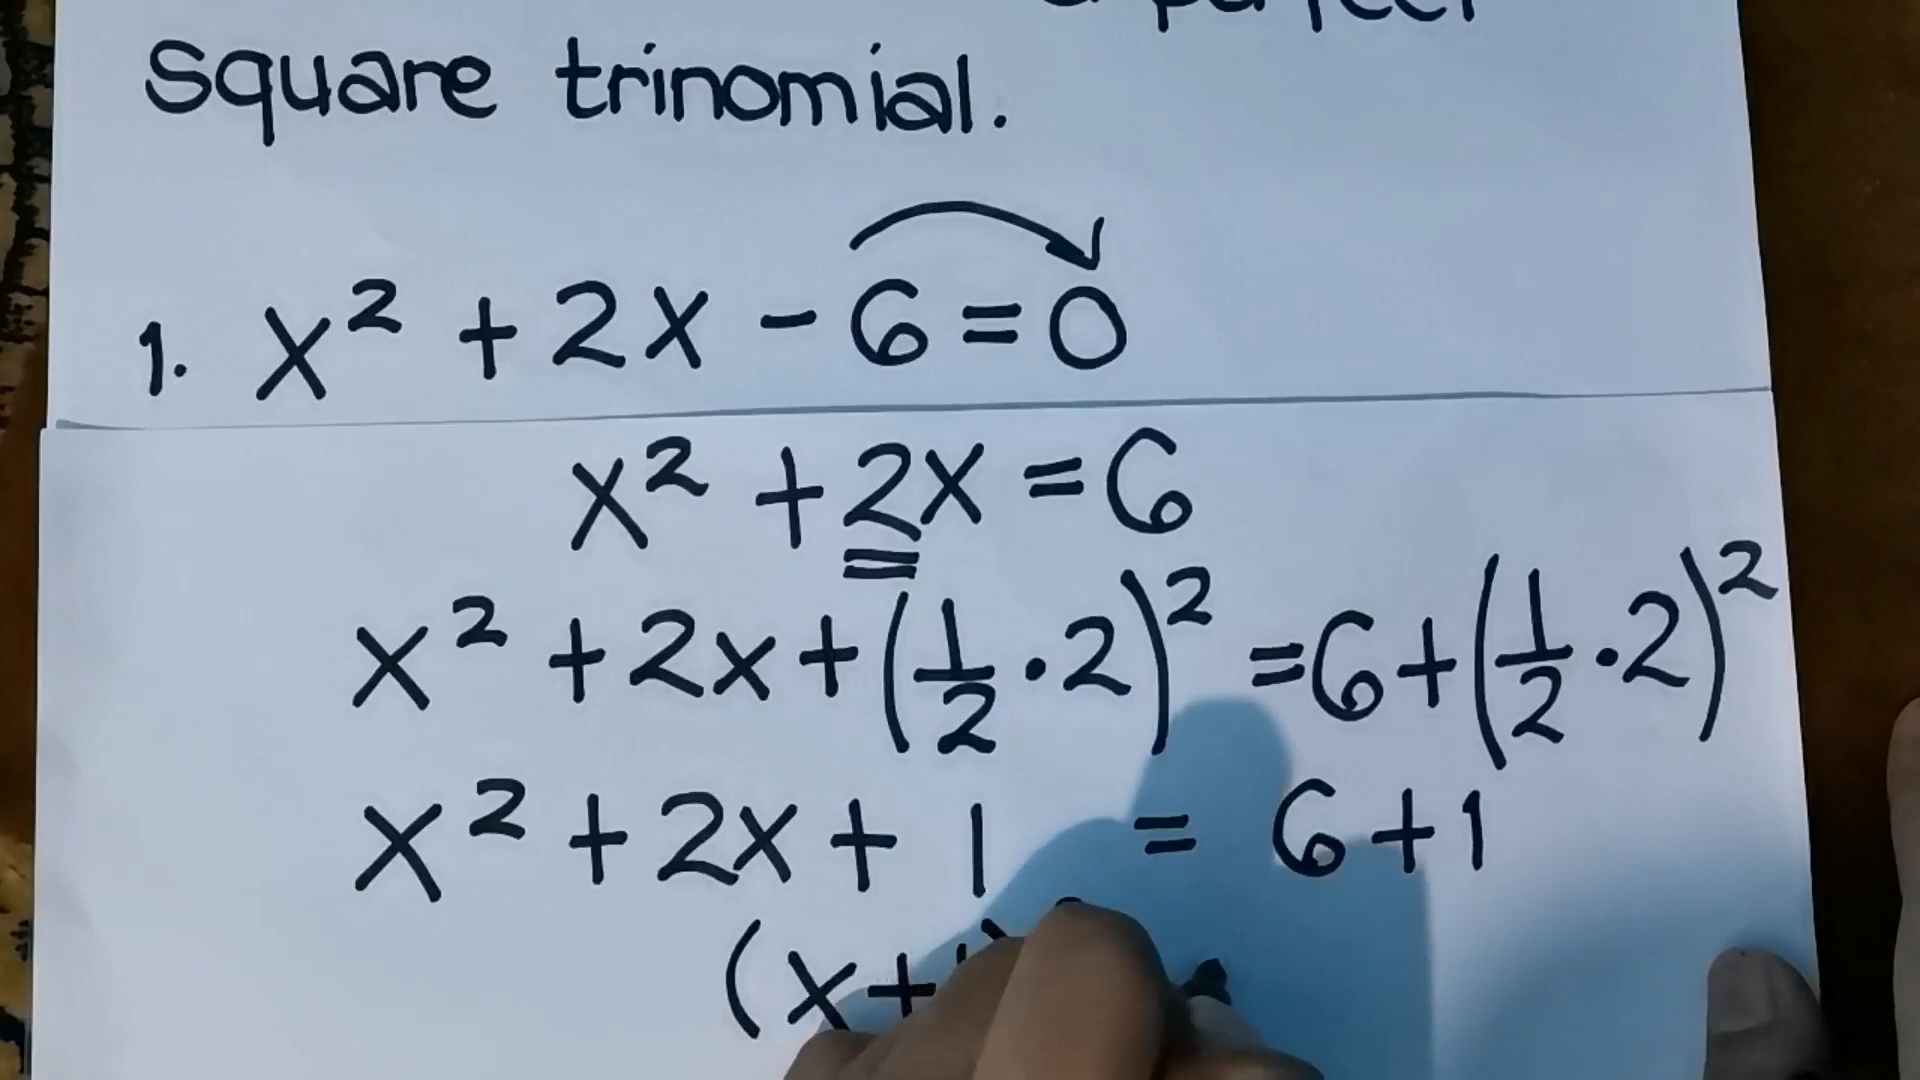 square trinomial.
1. x² + 2x - 6 = 0
x² + 2x = 6
x² + 2x + (1/2 · 2)² = 6 + (1/2 · 2)²
x² + 2x + 1 = 6 + 1
(x +